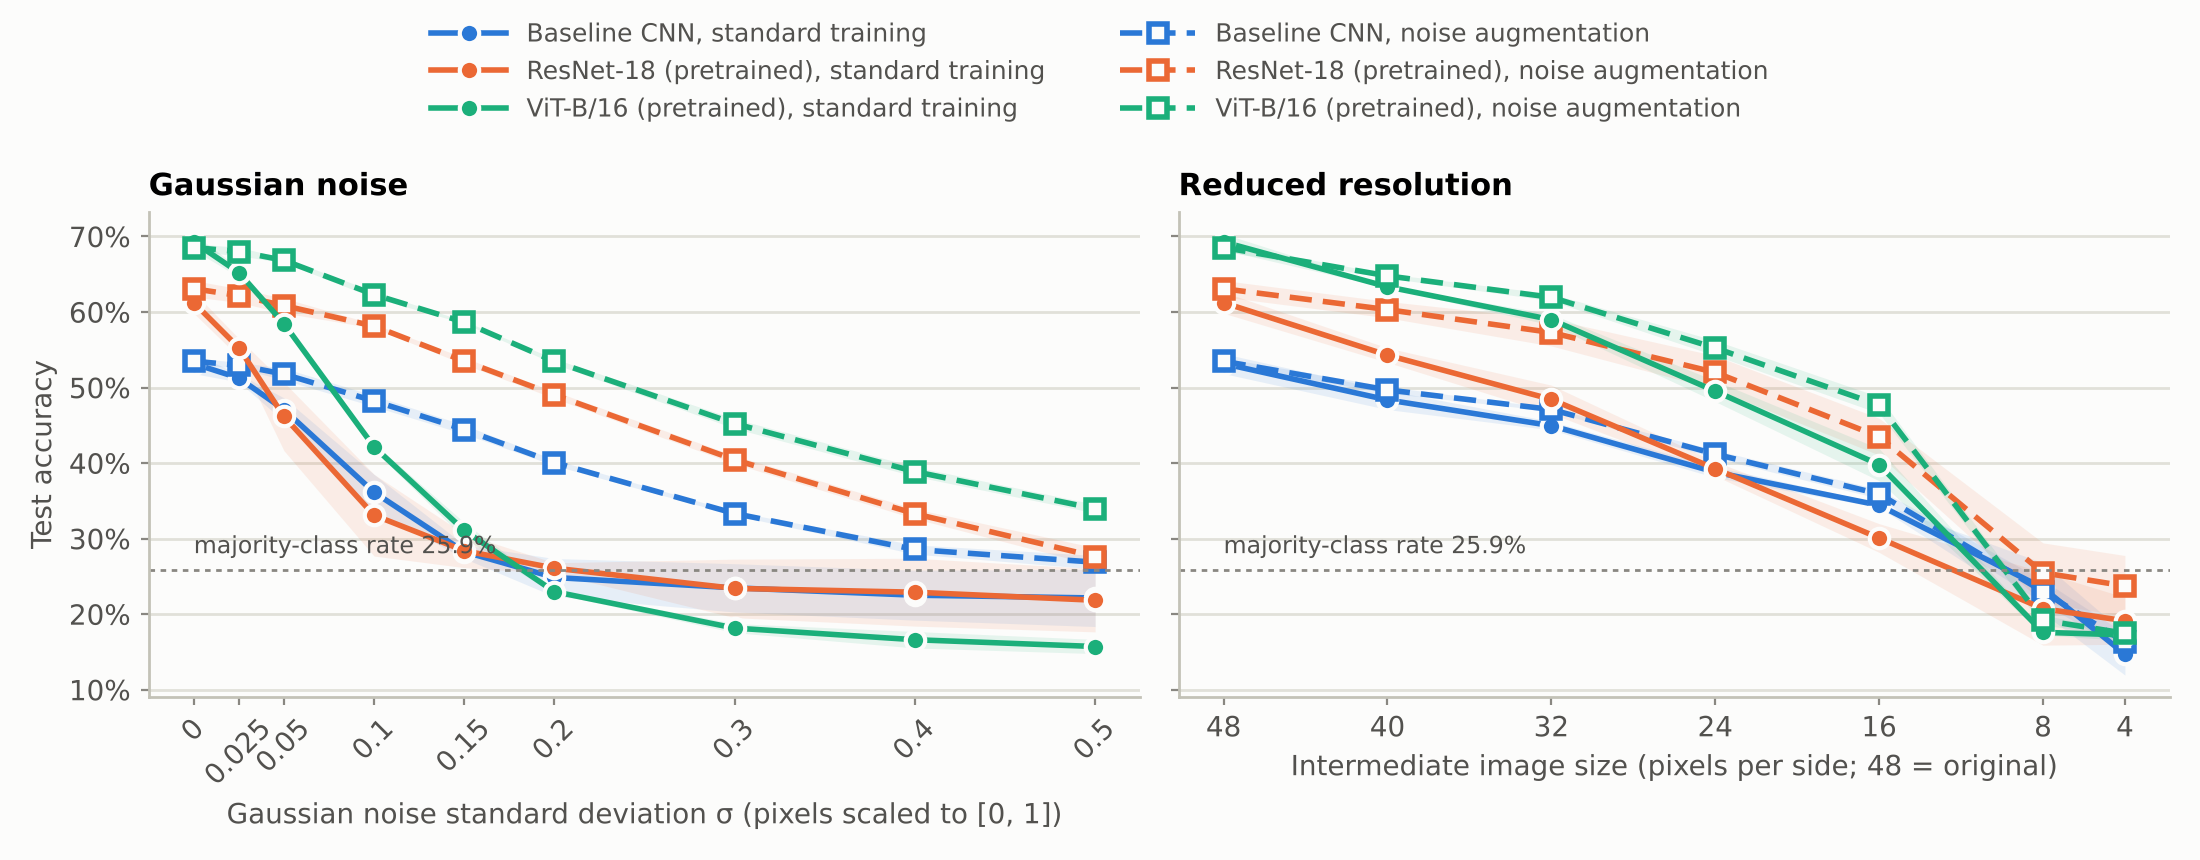 Baseline CNN, standard training
ResNet-18 (pretrained), standard training
ViT-B/16 (pretrained), standard training
Baseline CNN, noise augmentation
ResNet-18 (pretrained), noise augmentation
ViT-B/16 (pretrained), noise augmentation
Gaussian noise
Test accuracy
70%
60%
50%
40%
30%
20%
10%
majority-class rate 25.9%
0
0.025
0.05
0.1
0.15
0.2
0.3
0.4
0.5
Gaussian noise standard deviation σ (pixels scaled to [0, 1])
Reduced resolution
majority-class rate 25.9%
48
40
32
24
16
8
4
Intermediate image size (pixels per side; 48 = original)